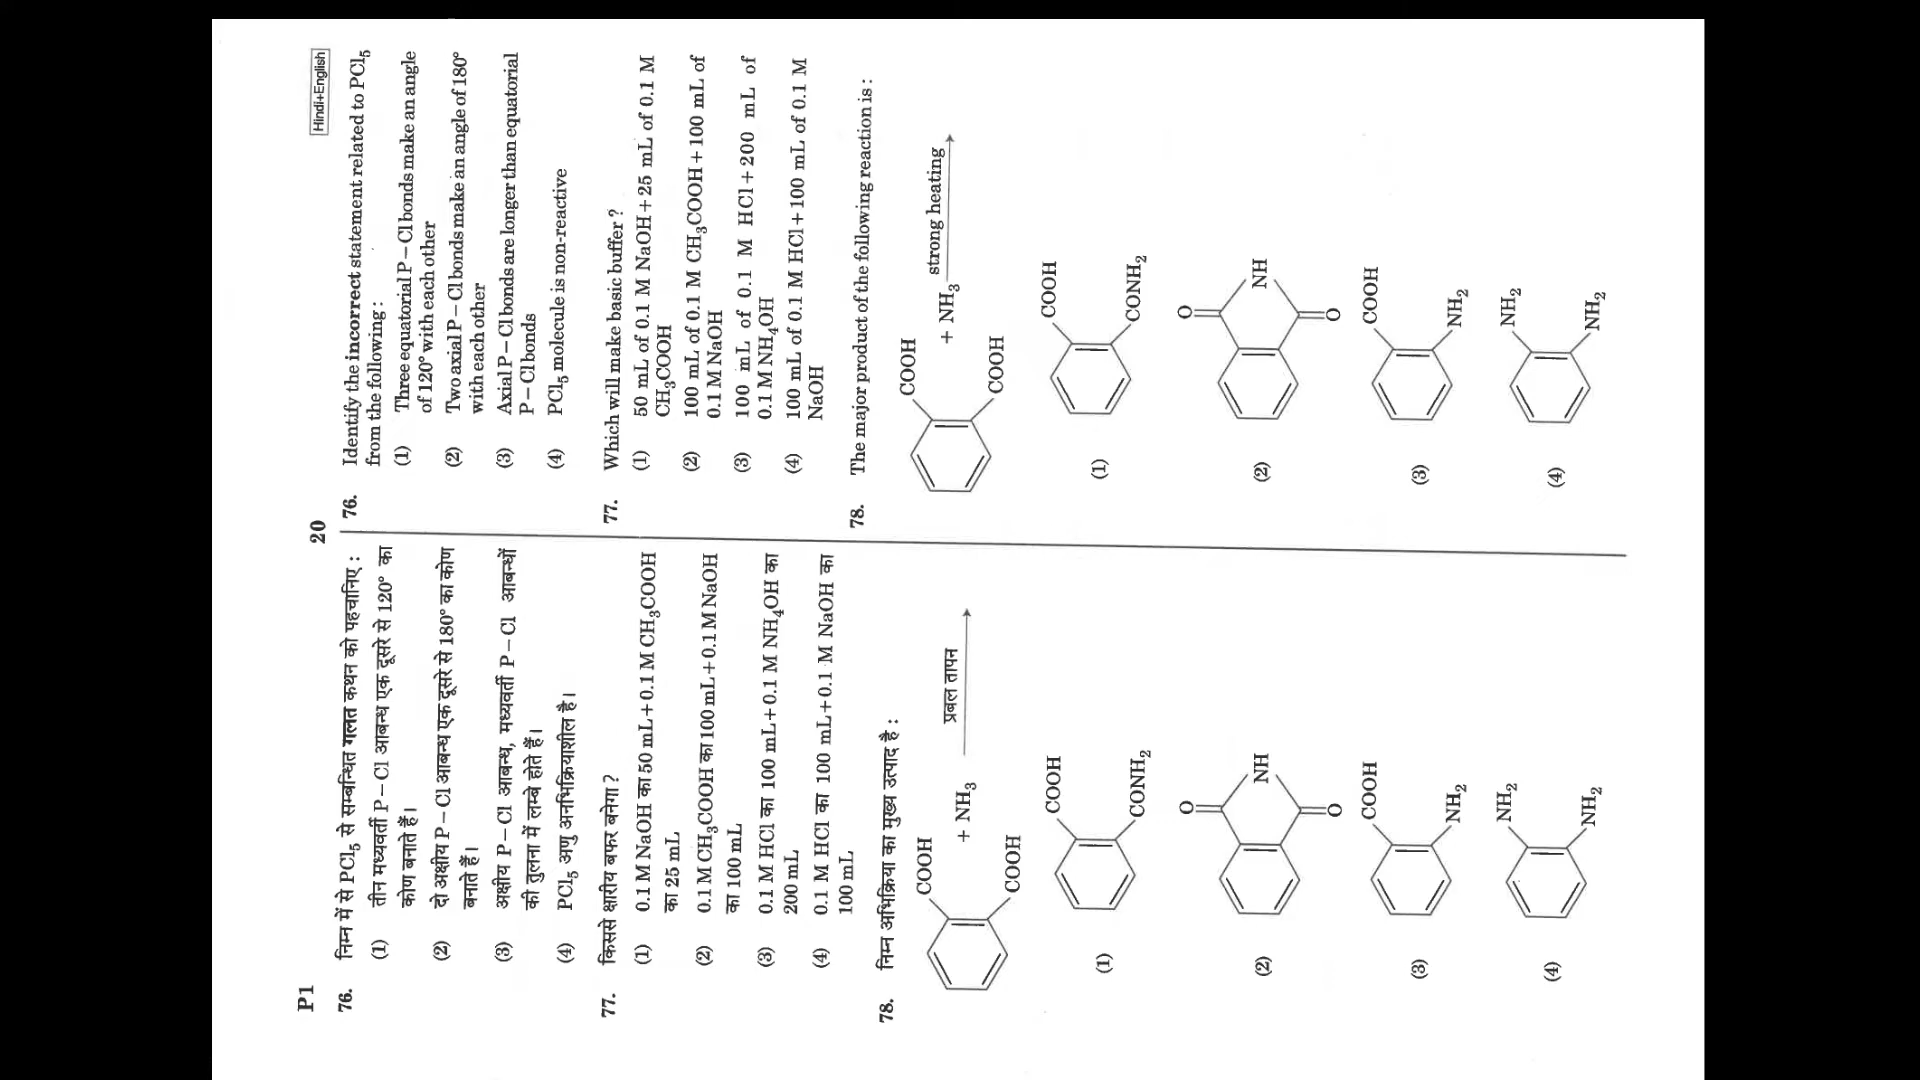 P1
20
Hindi+English
76. निम्न में से PCl5 से सम्बन्धित गलत कथन को पहचानिए :
(1) तीन मध्यवर्ती P – Cl आबन्ध एक दूसरे से 120° का
कोण बनाते हैं।
(2) दो अक्षीय P – Cl आबन्ध एक दूसरे से 180° का कोण
बनाते हैं।
(3) अक्षीय P – Cl आबन्ध, मध्यवर्ती P – Cl आबन्धों
की तुलना में लम्बे होते हैं।
(4) PCl5 अणु अनभिक्रियाशील है।
77. किससे क्षारीय बफर बनेगा ?
(1) 0.1 M NaOH का 50 mL + 0.1 M CH3COOH
का 25 mL
(2) 0.1 M CH3COOH का 100 mL + 0.1 M NaOH
का 100 mL
(3) 0.1 M HCl का 100 mL + 0.1 M NH4OH का
200 mL
(4) 0.1 M HCl का 100 mL + 0.1 M NaOH का
100 mL
78. निम्न अभिक्रिया का मुख्य उत्पाद है :
COOH
COOH
+ NH3
प्रबल तापन
(1)
COOH
CONH2
(2)
O
NH
O
(3)
COOH
NH2
(4)
NH2
NH2
76. Identify the incorrect statement related to PCl5
from the following :
(1) Three equatorial P – Cl bonds make an angle
of 120° with each other
(2) Two axial P – Cl bonds make an angle of 180°
with each other
(3) Axial P – Cl bonds are longer than equatorial
P – Cl bonds
(4) PCl5 molecule is non-reactive
77. Which will make basic buffer ?
(1) 50 mL of 0.1 M NaOH + 25 mL of 0.1 M
CH3COOH
(2) 100 mL of 0.1 M CH3COOH + 100 mL of
0.1 M NaOH
(3) 100 mL of 0.1 M HCl + 200 mL of
0.1 M NH4OH
(4) 100 mL of 0.1 M HCl + 100 mL of 0.1 M
NaOH
78. The major product of the following reaction is :
COOH
COOH
+ NH3
strong heating
(1)
COOH
CONH2
(2)
O
NH
O
(3)
COOH
NH2
(4)
NH2
NH2